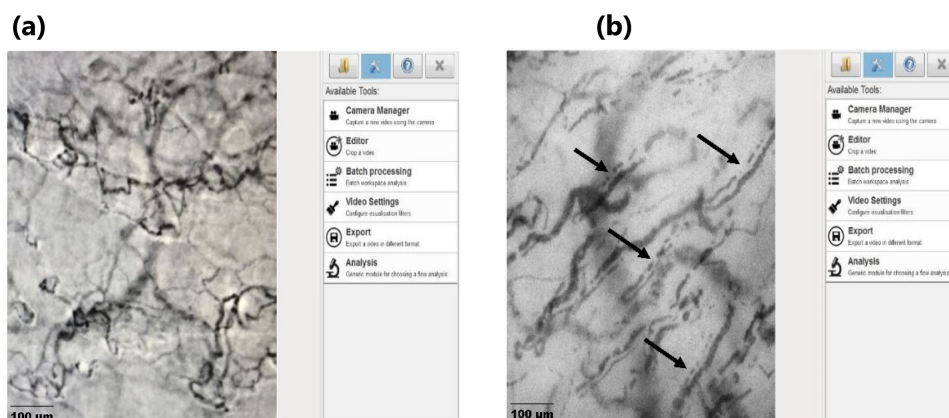 (a)
(b)
Available Tools:
Camera Manager
Capture a new video using the camera
Editor
Crop a video
Batch processing
Batch workspace analysis
Video Settings
Configure visualisation filters
Export
Export a video in different format
Analysis
Generic module for choosing a flow analysis
100 µm
Available Tools:
Camera Manager
Capture a new video using the camera
Editor
Crop a video
Batch processing
Batch workspace analysis
Video Settings
Configure visualisation filters
Export
Export a video in different format
Analysis
Generic module for choosing a flow analysis
100 µm